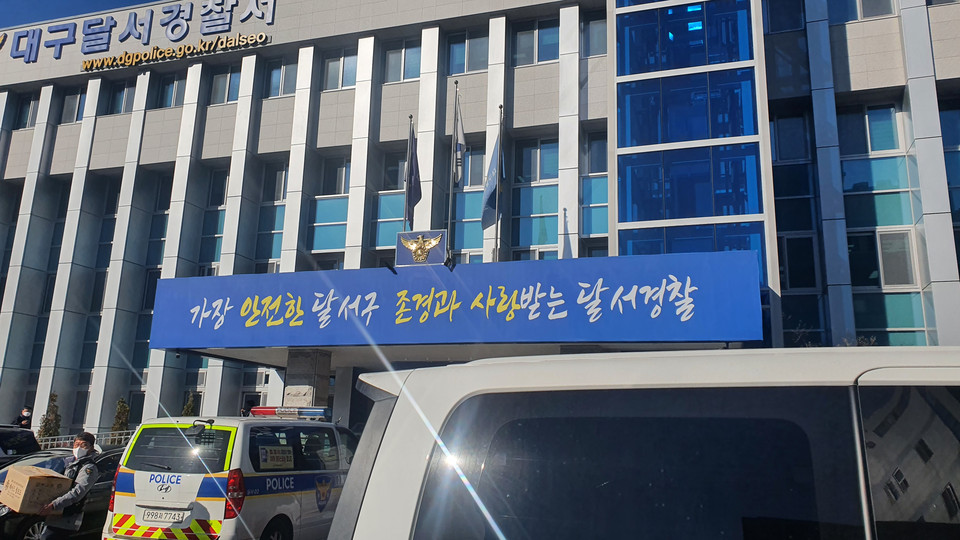 대구달서경찰서
www.dgpolice.go.kr/dalseo
가장 안전한 달서구 존경과 사랑받는 달서경찰
POLICE
POLICE